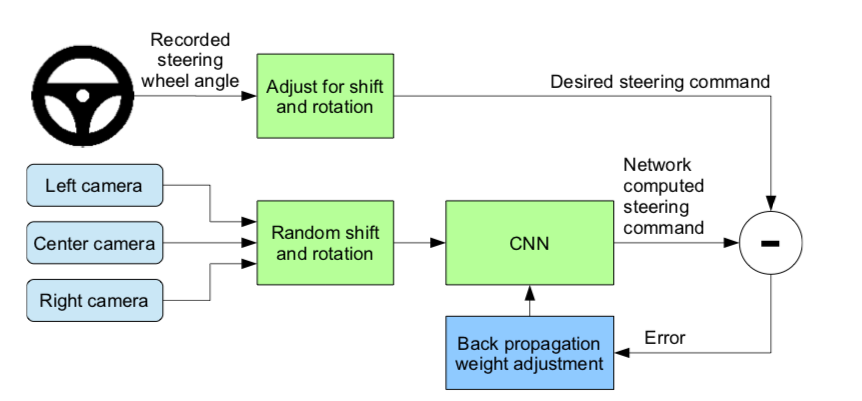 Recorded
steering
wheel angle
Adjust for shift
and rotation
Desired steering command
Left camera
Center camera
Right camera
Random shift
and rotation
CNN
Network
computed
steering
command
-
Back propagation
weight adjustment
Error